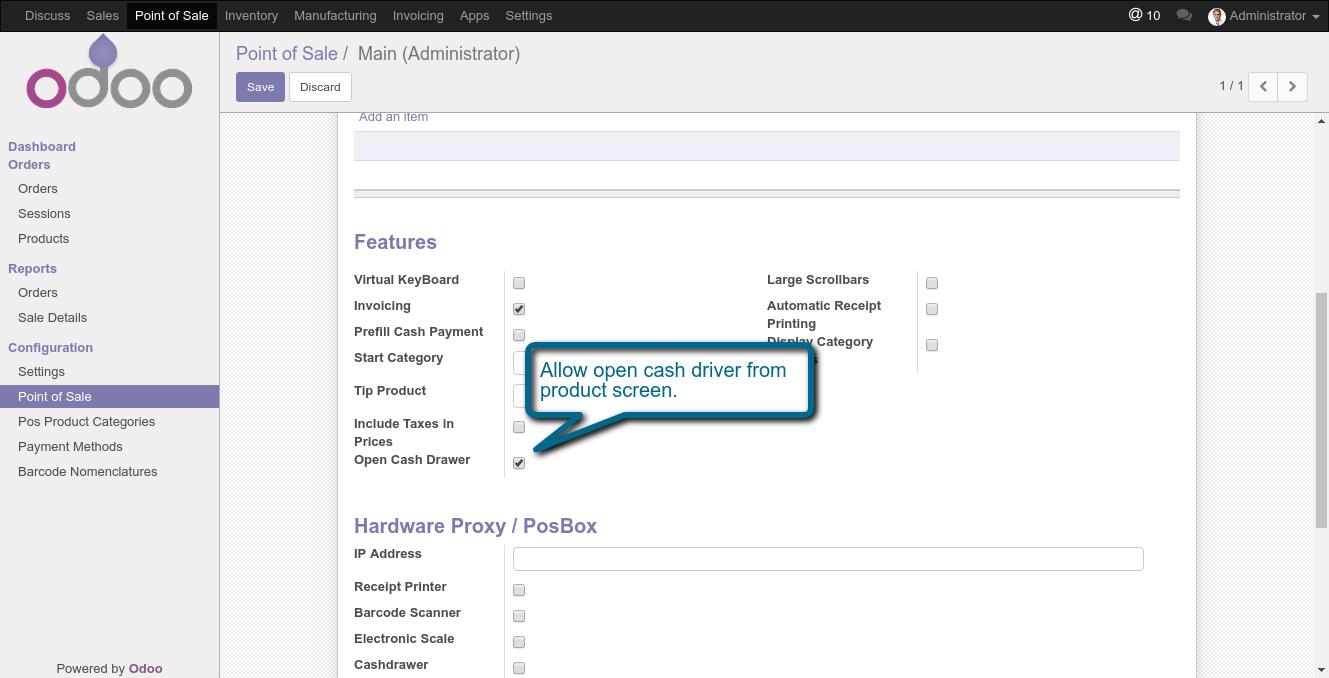 Discuss Sales Point of Sale Inventory Manufacturing Invoicing Apps Settings @ 10 Administrator
odoo
Point of Sale / Main (Administrator)
Save Discard 1 / 1
Dashboard
Orders
Orders
Sessions
Products
Reports
Orders
Sale Details
Configuration
Settings
Point of Sale
Pos Product Categories
Payment Methods
Barcode Nomenclatures
Powered by Odoo
Add an item
Features
Virtual KeyBoard
Invoicing
Prefill Cash Payment
Start Category
Tip Product
Include Taxes in
Prices
Open Cash Drawer
Large Scrollbars
Automatic Receipt
Printing
Display Category
Allow open cash driver from
product screen.
Hardware Proxy / PosBox
IP Address
Receipt Printer
Barcode Scanner
Electronic Scale
Cashdrawer